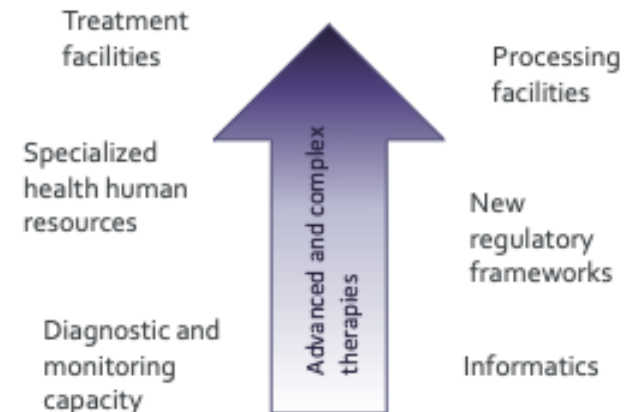 Treatment
facilities
Processing
facilities
Specialized
health human
resources
New
regulatory
frameworks
Diagnostic and
monitoring
capacity
Informatics
Advanced and complex
therapies